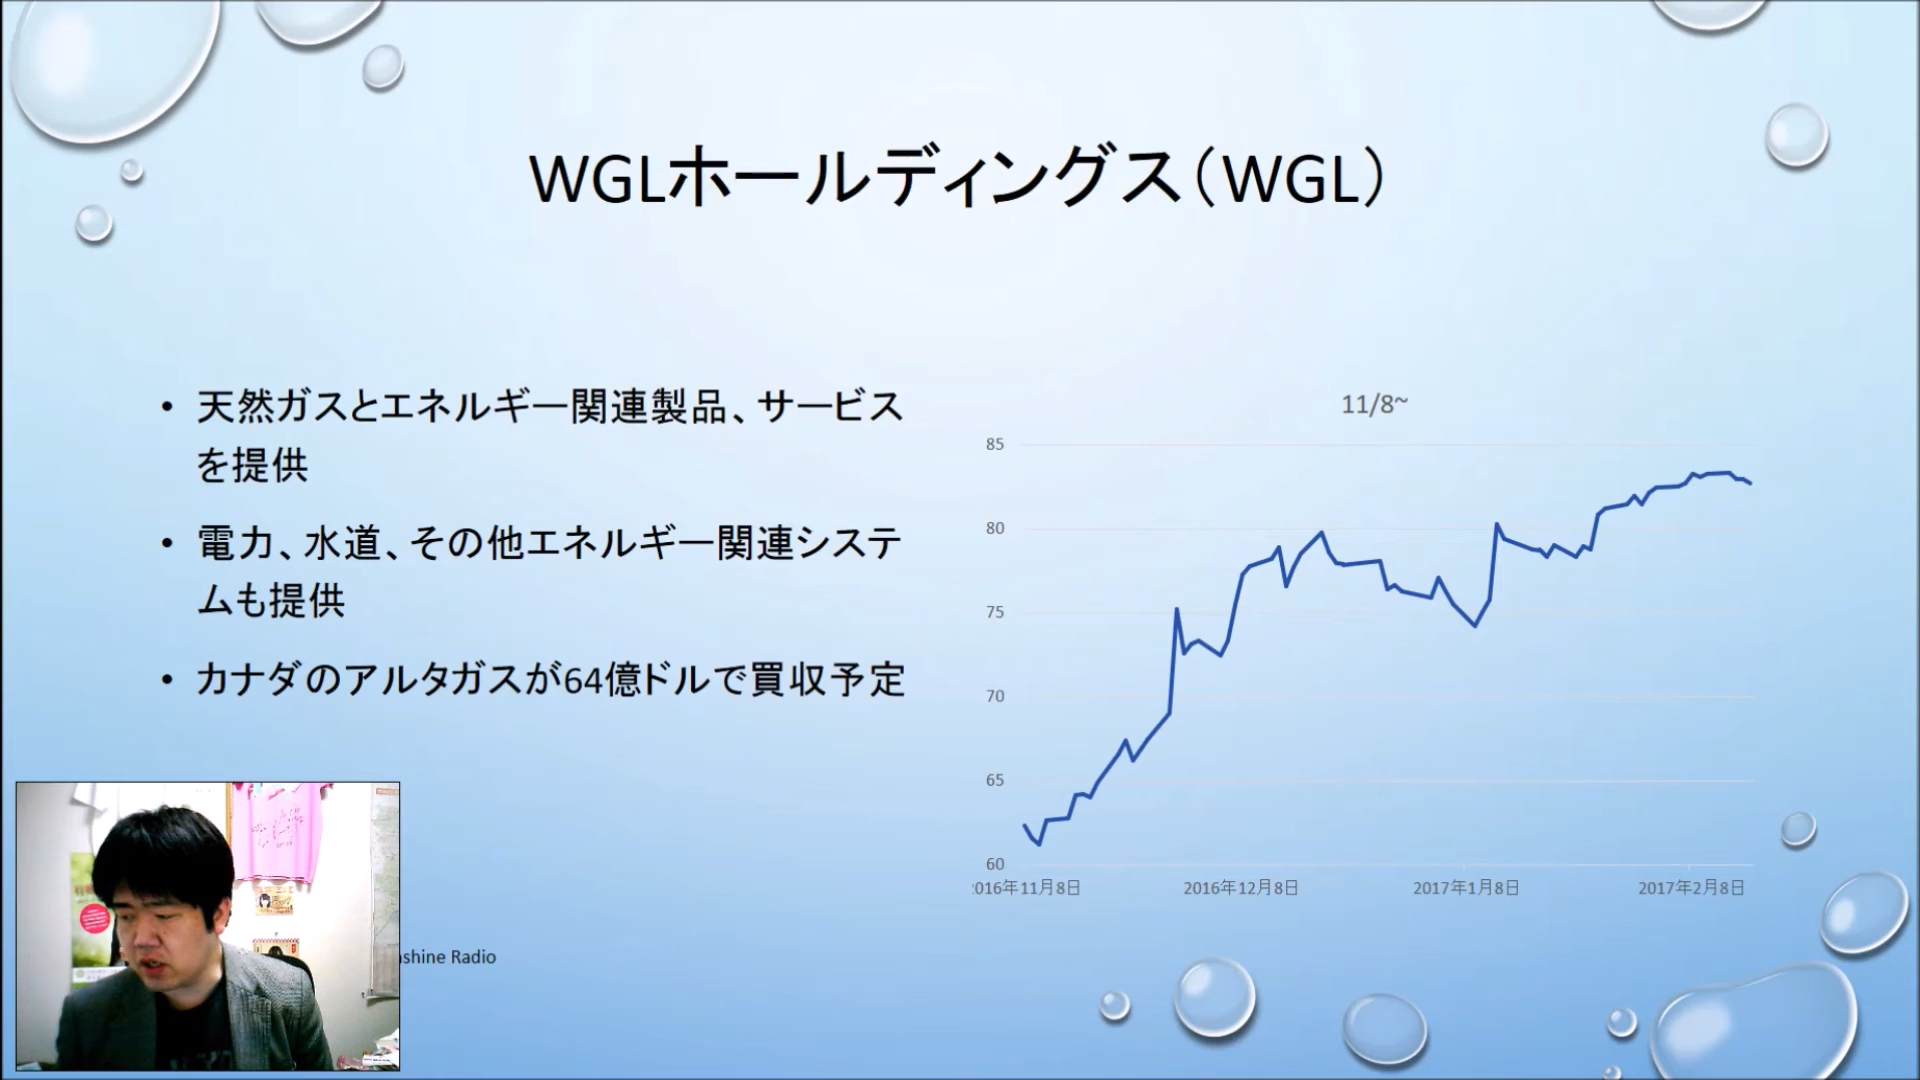 WGLホールディングス（WGL）
• 天然ガスとエネルギー関連製品、サービス
を提供
• 電力、水道、その他エネルギー関連システ
ムも提供
• カナダのアルタガスが64億ドルで買収予定
11/8~
85
80
75
70
65
60
016年11月8日
2016年12月8日
2017年1月8日
2017年2月8日
shine Radio